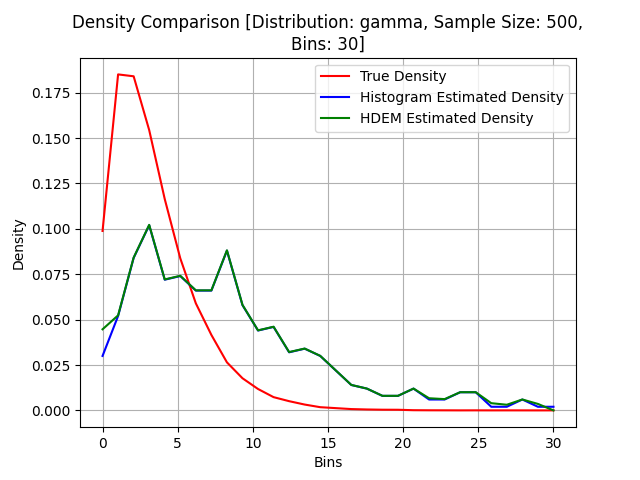 Density Comparison [Distribution: gamma, Sample Size: 500,
Bins: 30]
True Density
Histogram Estimated Density
HDEM Estimated Density
Density
0.175
0.150
0.125
0.100
0.075
0.050
0.025
0.000
0 5 10 15 20 25 30
Bins